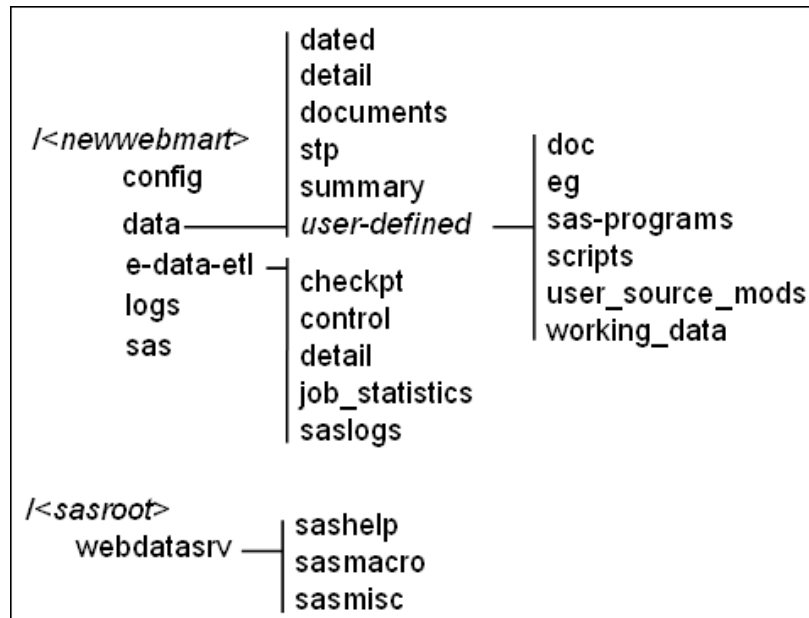 /<newwebmart>
config
data
e-data-etl
logs
sas
dated
detail
documents
stp
summary
user-defined
doc
eg
sas-programs
scripts
user_source_mods
working_data
checkpt
control
detail
job_statistics
saslogs
/<sasroot>
webdatasrv
sashelp
sasmacro
sasmisc